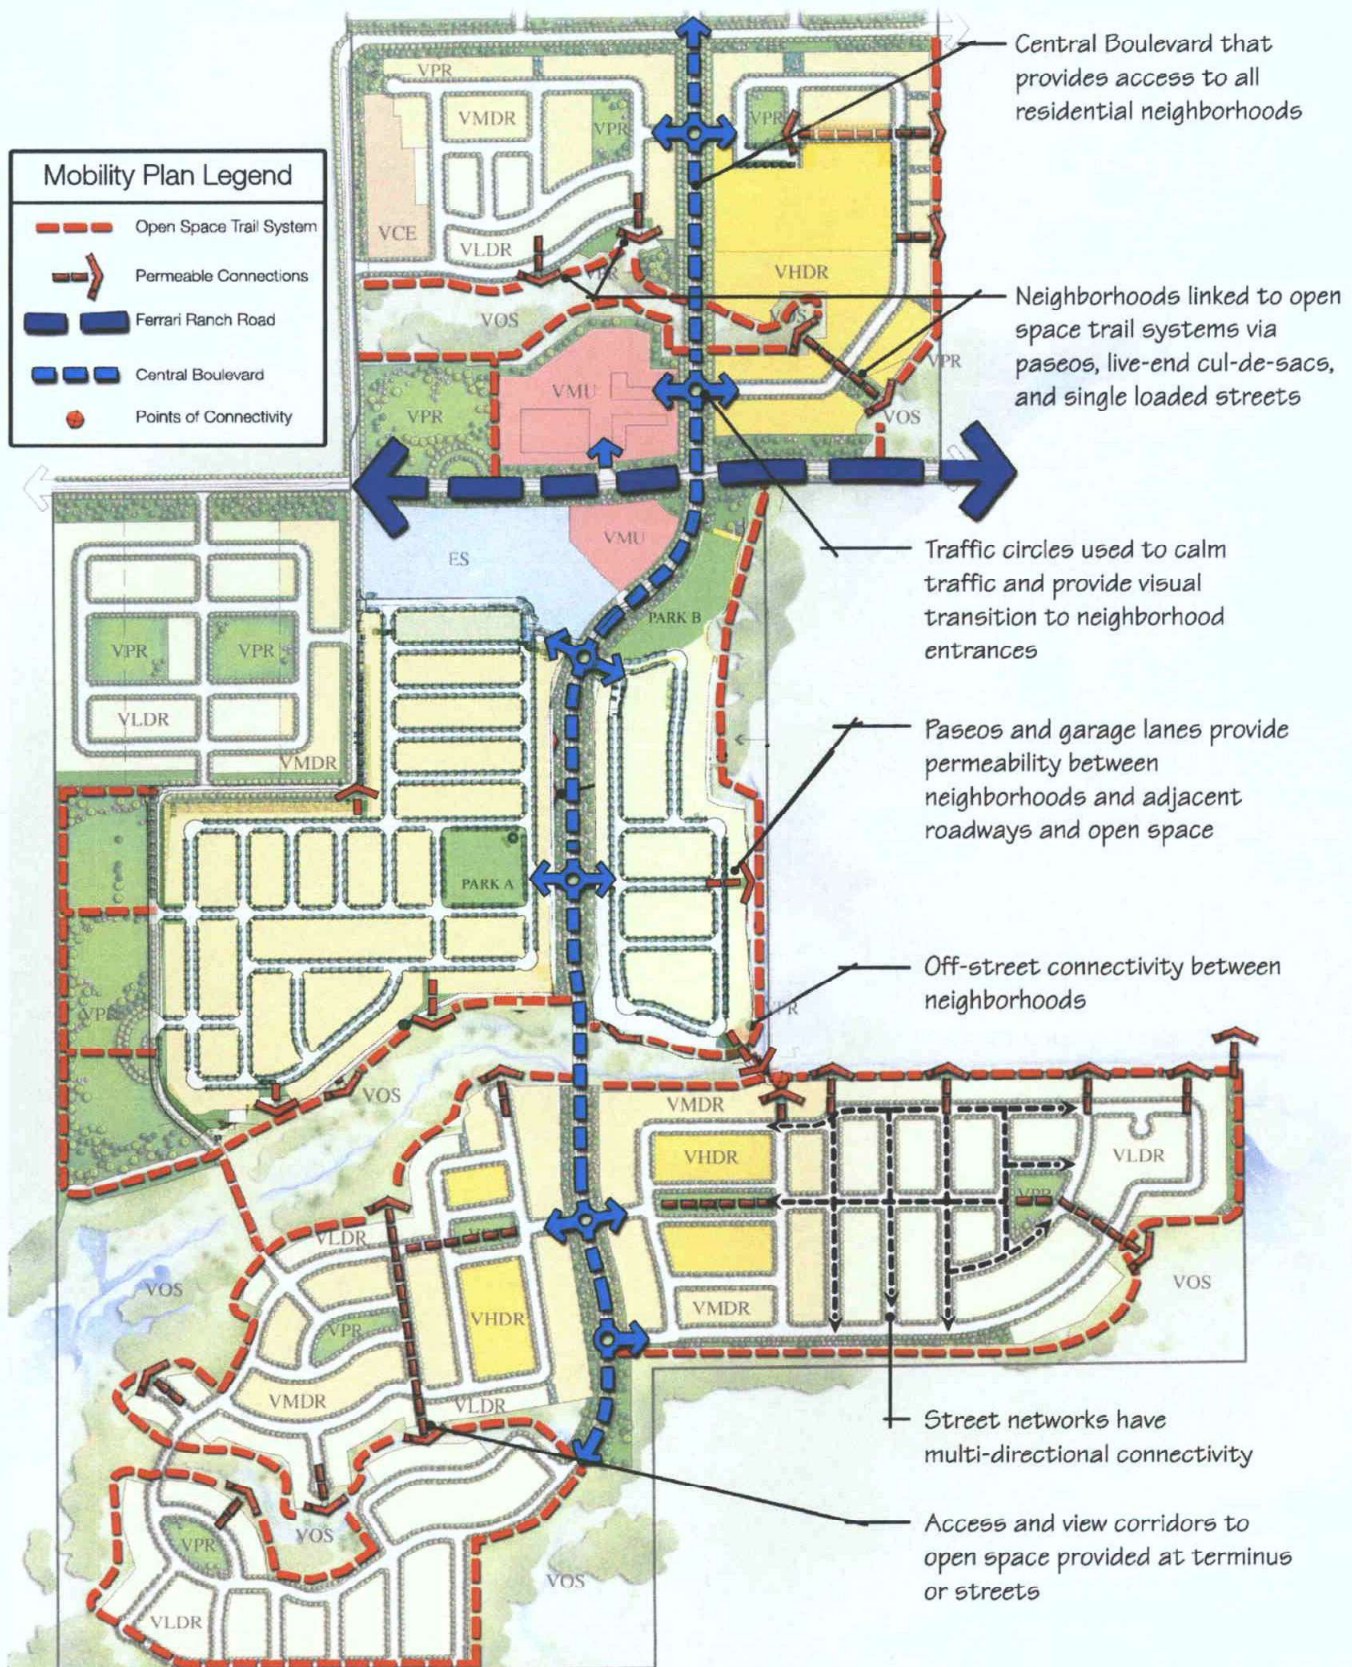 Central Boulevard that
provides access to all
residential neighborhoods
Mobility Plan Legend
Open Space Trail System
Permeable Connections
Ferrari Ranch Road
Central Boulevard
Points of Connectivity
VPR
VMDR
VPR
VPR
VCE
VLDR
VPR
VHDR
VOS
VOS
Neighborhoods linked to open
space trail systems via
paseos, live-end cul-de-sacs,
and single loaded streets
VPR
VMU
VPR
VOS
VMU
ES
Traffic circles used to calm
traffic and provide visual
transition to neighborhood
entrances
PARK B
VPR
VPR
VLDR
VMDR
Paseos and garage lanes provide
permeability between
neighborhoods and adjacent
roadways and open space
PARK A
Off-street connectivity between
neighborhoods
VPR
VPR
VOS
VMDR
VHDR
VLDR
VPR
VLDR
VOS
VOS
VHDR
VMDR
VPR
VMDR
VLDR
Street networks have
multi-directional connectivity
VOS
VPR
VOS
VLDR
Access and view corridors to
open space provided at terminus
or streets